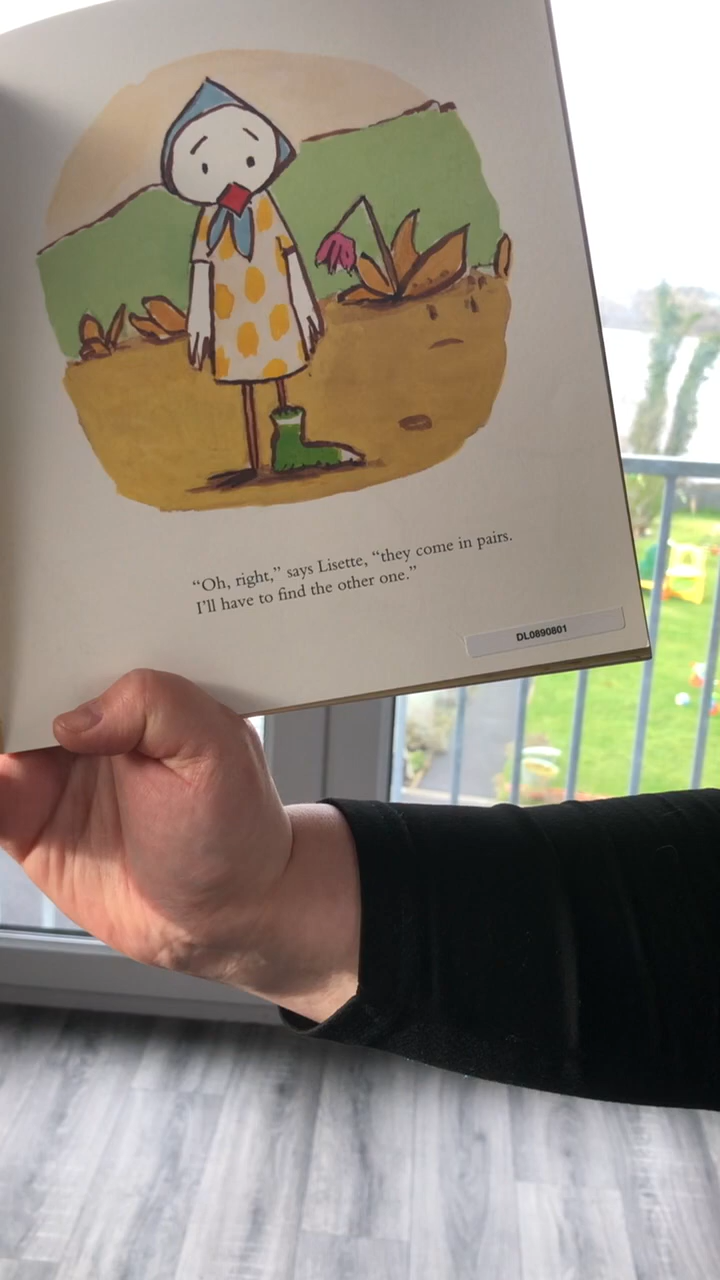 “Oh, right,” says Lisette, “they come in pairs.
I’ll have to find the other one.”
DL0890801